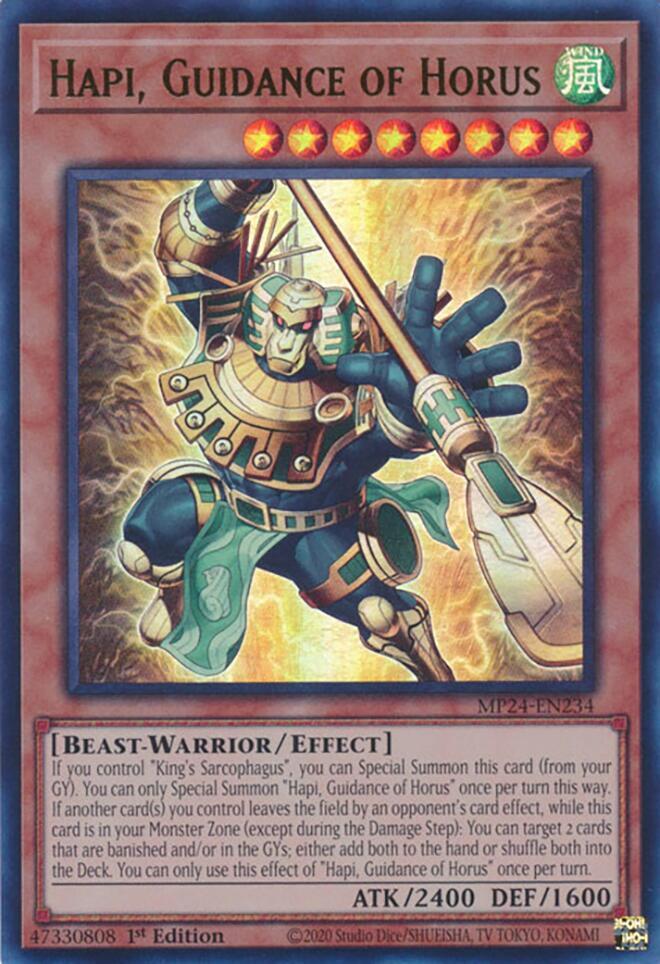 HAPI, GUIDANCE OF HORUS
WIND
風
MP24-EN234
[BEAST-WARRIOR/EFFECT]
If you control "King's Sarcophagus", you can Special Summon this card (from your
GY). You can only Special Summon "Hapi, Guidance of Horus" once per turn this way.
If another card(s) you control leaves the field by an opponent's card effect, while this
card is in your Monster Zone (except during the Damage Step): You can target 2 cards
that are banished and/or in the GYs; either add both to the hand or shuffle both into
the Deck. You can only use this effect of "Hapi, Guidance of Horus" once per turn.
ATK/2400 DEF/1600
47330808 1st Edition
©2020 Studio Dice/SHUEISHA, TV TOKYO, KONAMI